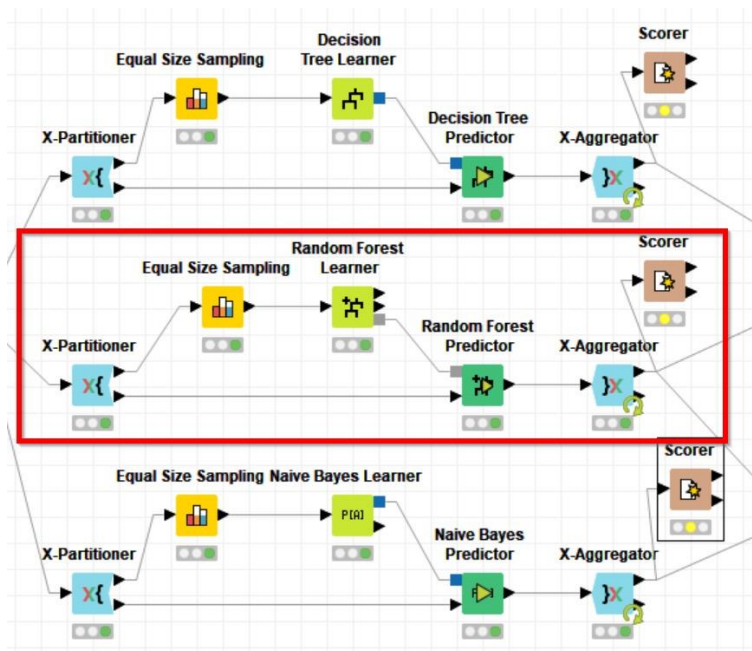 Scorer
Decision
Tree Learner
Equal Size Sampling
Decision Tree
Predictor
X-Partitioner
X-Aggregator
X{
}X
Scorer
Random Forest
Learner
Equal Size Sampling
Random Forest
Predictor
X-Partitioner
X-Aggregator
X{
}X
Scorer
Equal Size Sampling
Naive Bayes Learner
P[A]
Naive Bayes
Predictor
X-Partitioner
X-Aggregator
X{
}X